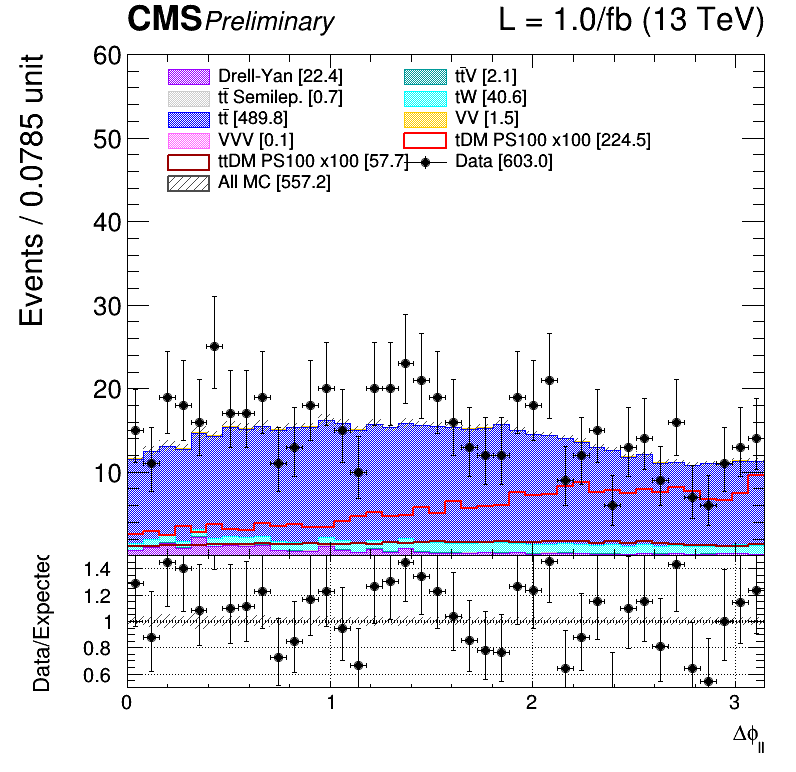 CMS Preliminary L = 1.0/fb (13 TeV)
Events / 0.0785 unit
60
50
40
30
20
10
Drell-Yan [22.4] tt̄V [2.1]
tt̄ Semilep. [0.7] tW [40.6]
tt̄ [489.8] VV [1.5]
VVV [0.1] tDM PS100 x100 [224.5]
ttDM PS100 x100 [57.7] Data [603.0]
All MC [557.2]
Data/Expected
1.4
1.2
1
0.8
0.6
0 1 2 3
Δϕll